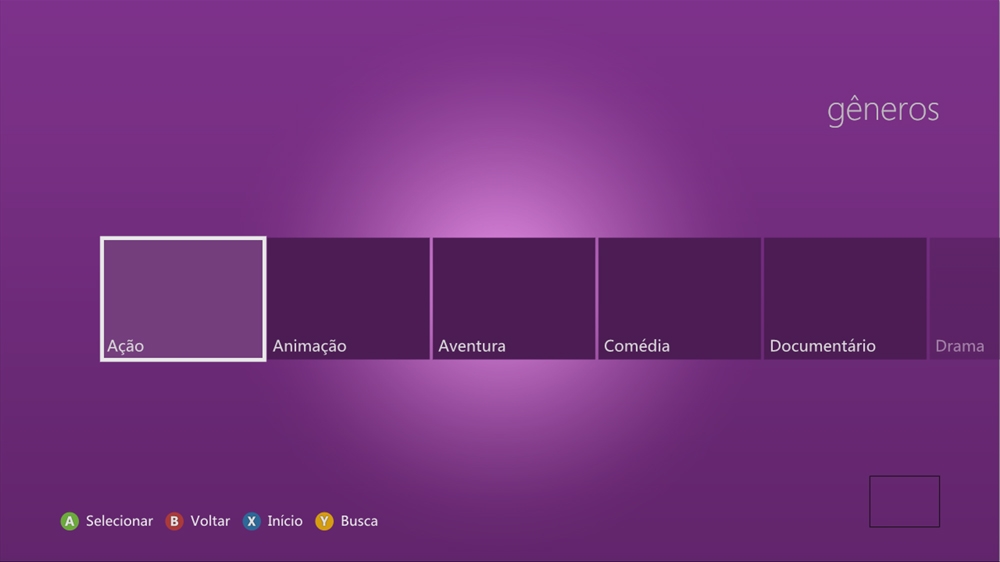 gêneros
Ação
Animação
Aventura
Comédia
Documentário
Drama
A Selecionar B Voltar X Início Y Busca